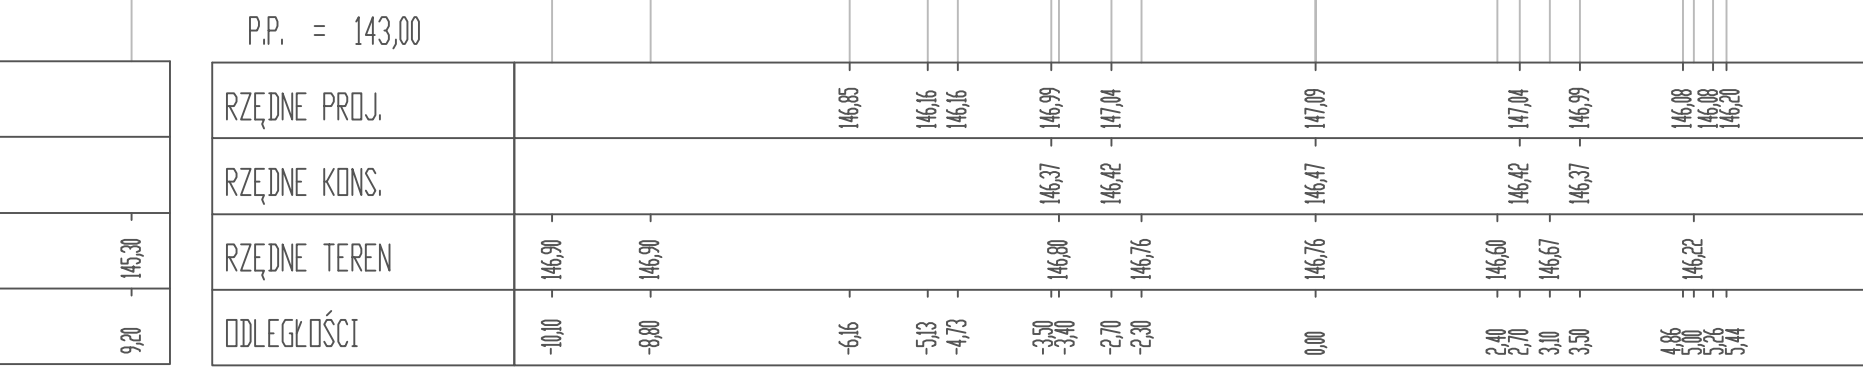 P.P. = 143,00
RZĘDNE PROJ. 146,85 146,16 146,16 146,99 147,04 147,09 147,04 146,99 146,08 146,08 146,20
RZĘDNE KONS. 146,37 146,42 146,47 146,42 146,37
145,30 RZĘDNE TEREN 146,90 146,90 146,80 146,76 146,76 146,60 146,67 146,22
9,20 ODLEGŁOŚCI -10,10 -8,80 -6,16 -5,13 -4,73 -3,50 -3,40 -2,70 -2,30 0,00 2,40 2,70 3,10 3,50 4,86 5,00 5,26 5,44